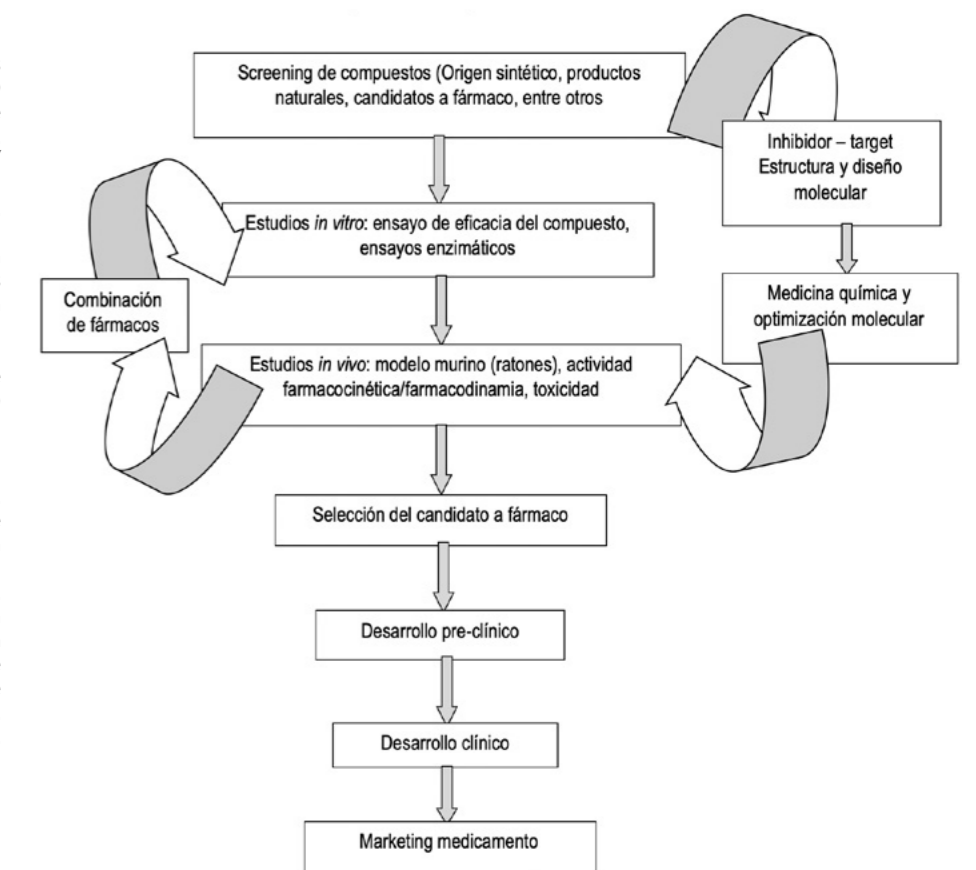 Screening de compuestos (Origen sintético, productos
naturales, candidatos a fármaco, entre otros
Inhibidor – target
Estructura y diseño
molecular
Estudios in vitro: ensayo de eficacia del compuesto,
ensayos enzimáticos
Combinación
de fármacos
Medicina química y
optimización molecular
Estudios in vivo: modelo murino (ratones), actividad
farmacocinética/farmacodinamia, toxicidad
Selección del candidato a fármaco
Desarrollo pre-clínico
Desarrollo clínico
Marketing medicamento